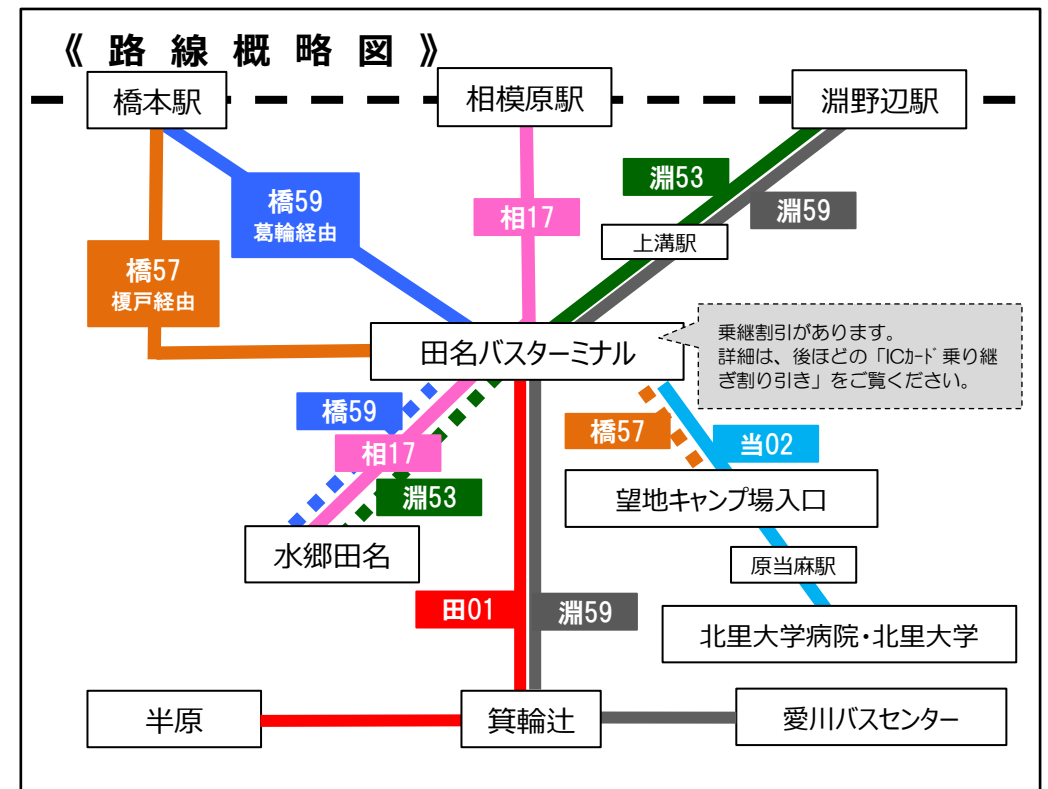 《 路 線 概 略 図 》
橋本駅
相模原駅
淵野辺駅
淵53
橋59
葛輪経由
相17
淵59
上溝駅
橋57
榎戸経由
田名バスターミナル
乗継割引があります。
詳細は、後ほどの「ICｶｰﾄﾞ乗り継
ぎ割り引き」をご覧ください。
橋59
橋57
相17
当02
淵53
望地キャンプ場入口
水郷田名
原当麻駅
田01
淵59
北里大学病院・北里大学
半原
箕輪辻
愛川バスセンター